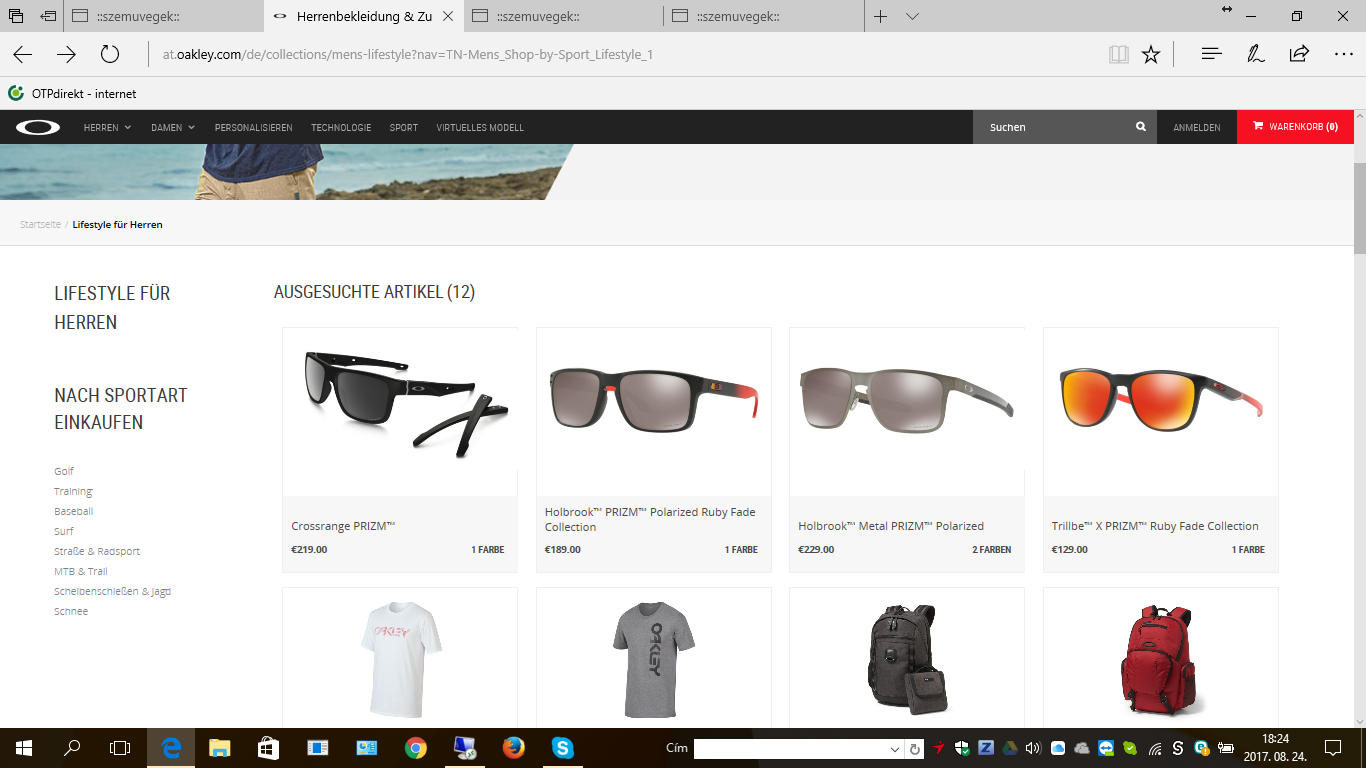 ::szemuvegek::
Herrenbekleidung & Zu
::szemuvegek::
::szemuvegek::
at.oakley.com/de/collections/mens-lifestyle?nav=TN-Mens_Shop-by-Sport_Lifestyle_1
OTPdirekt - internet
HERREN DAMEN PERSONALISIEREN TECHNOLOGIE SPORT VIRTUELLES MODELL Suchen ANMELDEN WARENKORB (0)
Startseite / Lifestyle für Herren
LIFESTYLE FÜR
HERREN
NACH SPORTART
EINKAUFEN
Golf
Training
Baseball
Surf
Straße & Radsport
MTB & Trail
Scheibenschießen & Jagd
Schnee
AUSGESUCHTE ARTIKEL (12)
Crossrange PRIZM™
€219.00 1 FARBE
Holbrook™ PRIZM™ Polarized Ruby Fade
Collection
€189.00 1 FARBE
Holbrook™ Metal PRIZM™ Polarized
€229.00 2 FARBEN
Trillbe™ X PRIZM™ Ruby Fade Collection
€129.00 1 FARBE
OAKLEY
OAKLEY
Cím
18:24
2017. 08. 24.